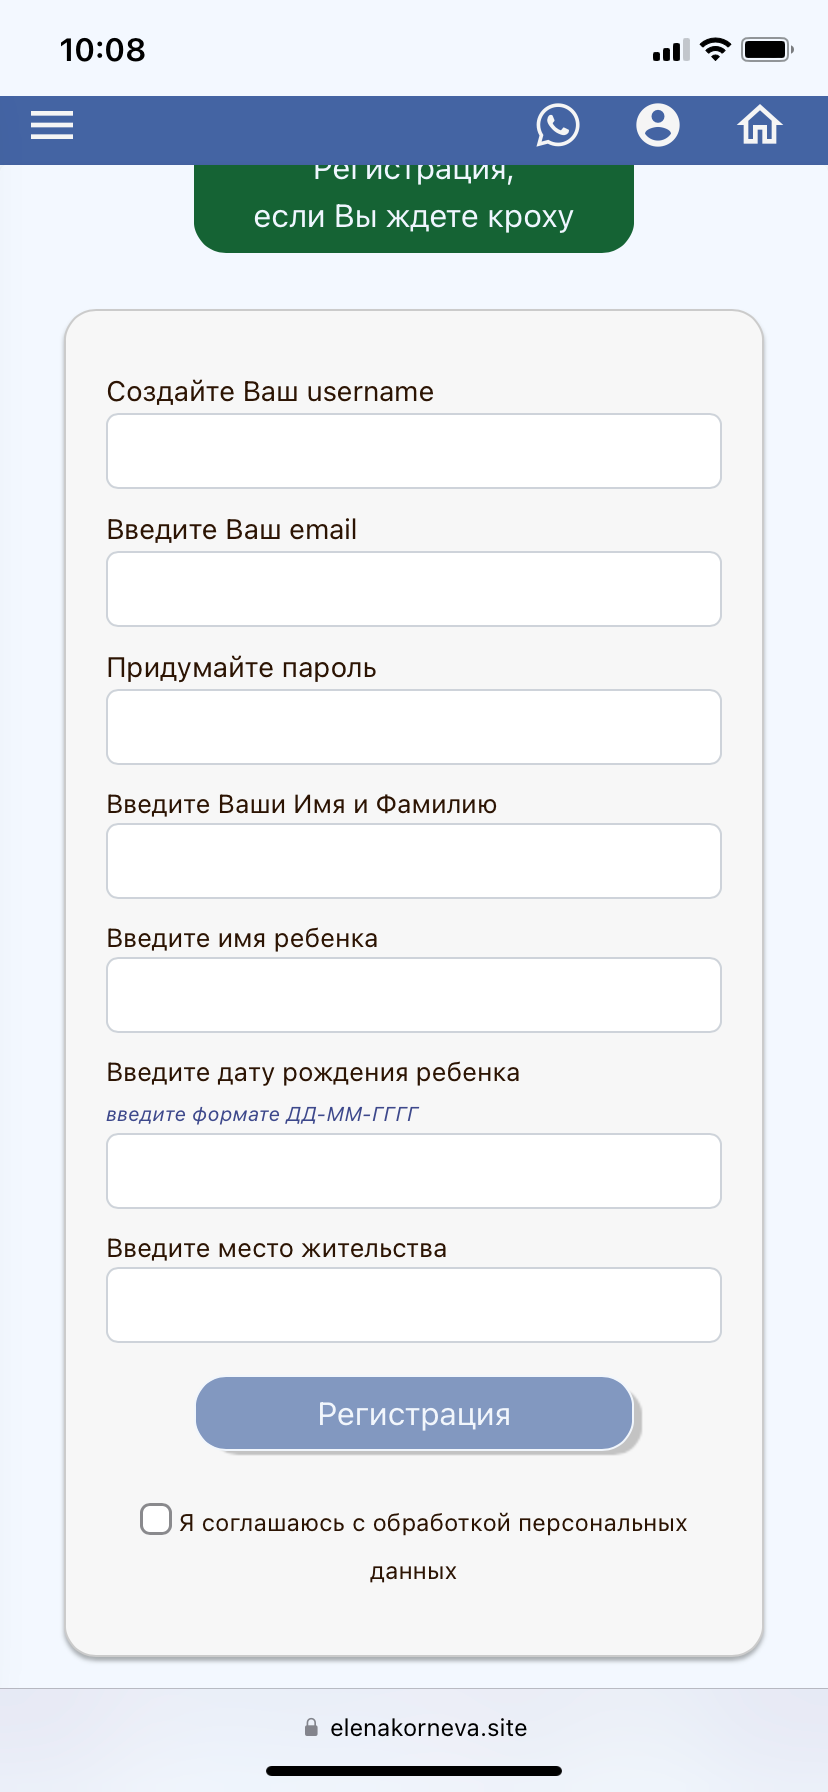 10:08
Регистрация,
если Вы ждете кроху
Создайте Ваш username
Введите Ваш email
Придумайте пароль
Введите Ваши Имя и Фамилию
Введите имя ребенка
Введите дату рождения ребенка
введите формате ДД-ММ-ГГГГ
Введите место жительства
Регистрация
Я соглашаюсь с обработкой персональных
данных
elenakorneva.site